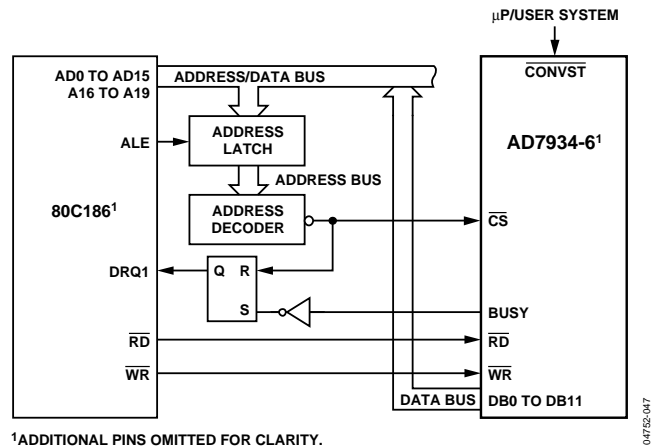 µP/USER SYSTEM
AD0 TO AD15
A16 TO A19
ADDRESS/DATA BUS
CONVST
ALE
ADDRESS
LATCH
AD7934-6¹
ADDRESS BUS
80C186¹
ADDRESS
DECODER
CS
DRQ1
Q R
S
BUSY
RD
RD
WR
WR
DATA BUS
DB0 TO DB11
¹ADDITIONAL PINS OMITTED FOR CLARITY.
04752-047